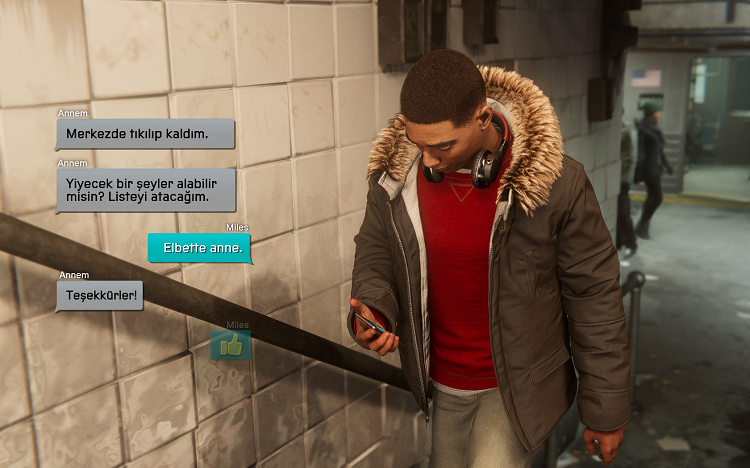 Annem
Merkezde tıkılıp kaldım.
Annem
Yiyecek bir şeyler alabilir
misin? Listeyi atacağım.
Miles
Elbette anne.
Annem
Teşekkürler!
Miles